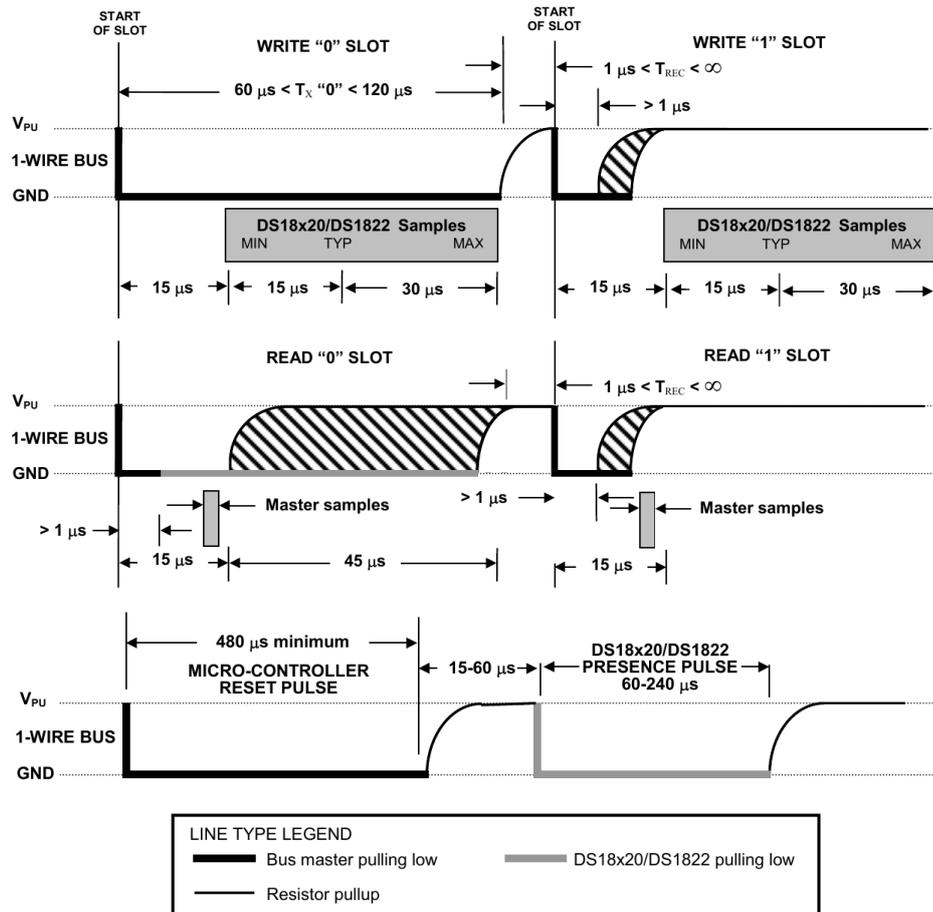 START
OF SLOT
START
OF SLOT
WRITE “0” SLOT
WRITE “1” SLOT
1 µs < TREC < ∞
60 µs < TX “0” < 120 µs
> 1 µs
VPU
1-WIRE BUS
GND
DS18x20/DS1822 Samples
MIN TYP MAX
DS18x20/DS1822 Samples
MIN TYP MAX
15 µs 15 µs 30 µs 15 µs 15 µs 30 µs
READ “0” SLOT
READ “1” SLOT
1 µs < TREC < ∞
VPU
1-WIRE BUS
GND
> 1 µs
Master samples
Master samples
> 1 µs
15 µs 45 µs 15 µs
480 µs minimum
MICRO-CONTROLLER
RESET PULSE
15-60 µs
DS18x20/DS1822
PRESENCE PULSE
60-240 µs
VPU
1-WIRE BUS
GND
LINE TYPE LEGEND
Bus master pulling low
DS18x20/DS1822 pulling low
Resistor pullup